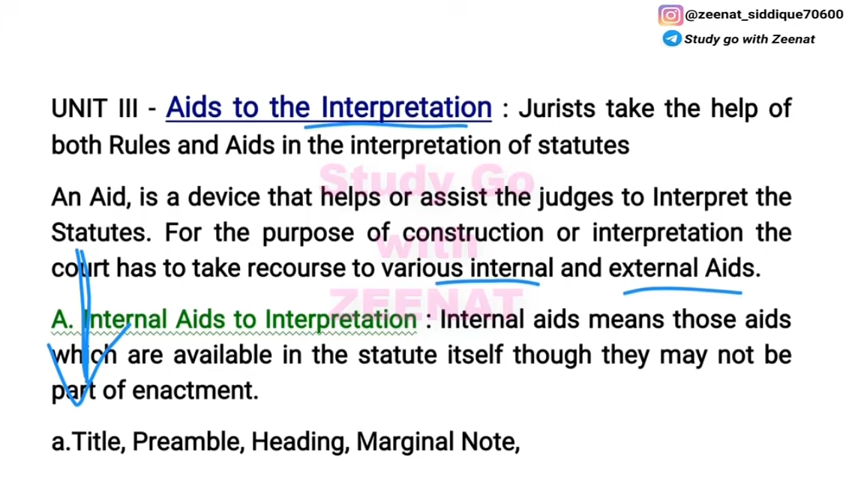 @zeenat_siddique70600
Study go with Zeenat
UNIT III - Aids to the Interpretation : Jurists take the help of
both Rules and Aids in the interpretation of statutes
Study Go
An Aid, is a device that helps or assist the judges to Interpret the
Statutes. For the purpose of construction or interpretation the
with
court has to take recourse to various internal and external Aids.
ZEENAT
A. Internal Aids to Interpretation : Internal aids means those aids
which are available in the statute itself though they may not be
part of enactment.
a.Title, Preamble, Heading, Marginal Note,